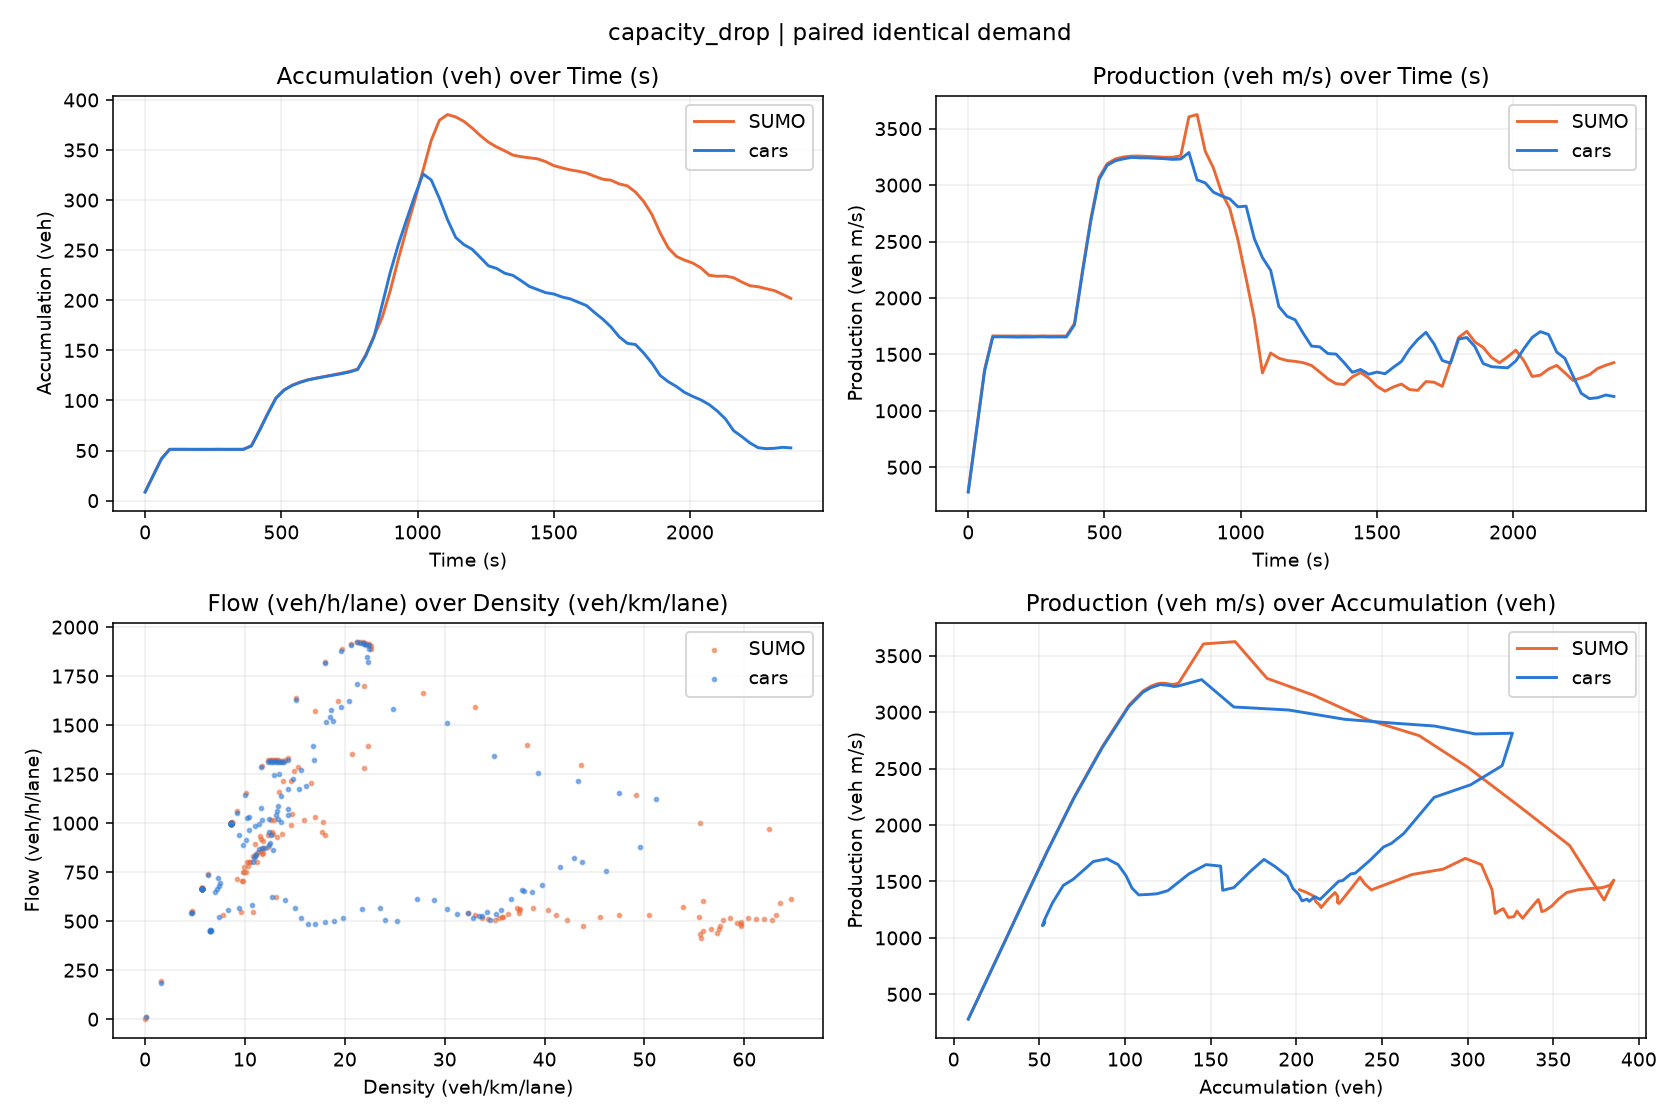 capacity_drop | paired identical demand
Accumulation (veh) over Time (s)
400
350
300
250
200
150
100
50
0
Accumulation (veh)
0 500 1000 1500 2000
Time (s)
SUMO
cars
Production (veh m/s) over Time (s)
3500
3000
2500
2000
1500
1000
500
Production (veh m/s)
0 500 1000 1500 2000
Time (s)
SUMO
cars
Flow (veh/h/lane) over Density (veh/km/lane)
2000
1750
1500
1250
1000
750
500
250
0
Flow (veh/h/lane)
0 10 20 30 40 50 60
Density (veh/km/lane)
SUMO
cars
Production (veh m/s) over Accumulation (veh)
3500
3000
2500
2000
1500
1000
500
Production (veh m/s)
0 50 100 150 200 250 300 350 400
Accumulation (veh)
SUMO
cars